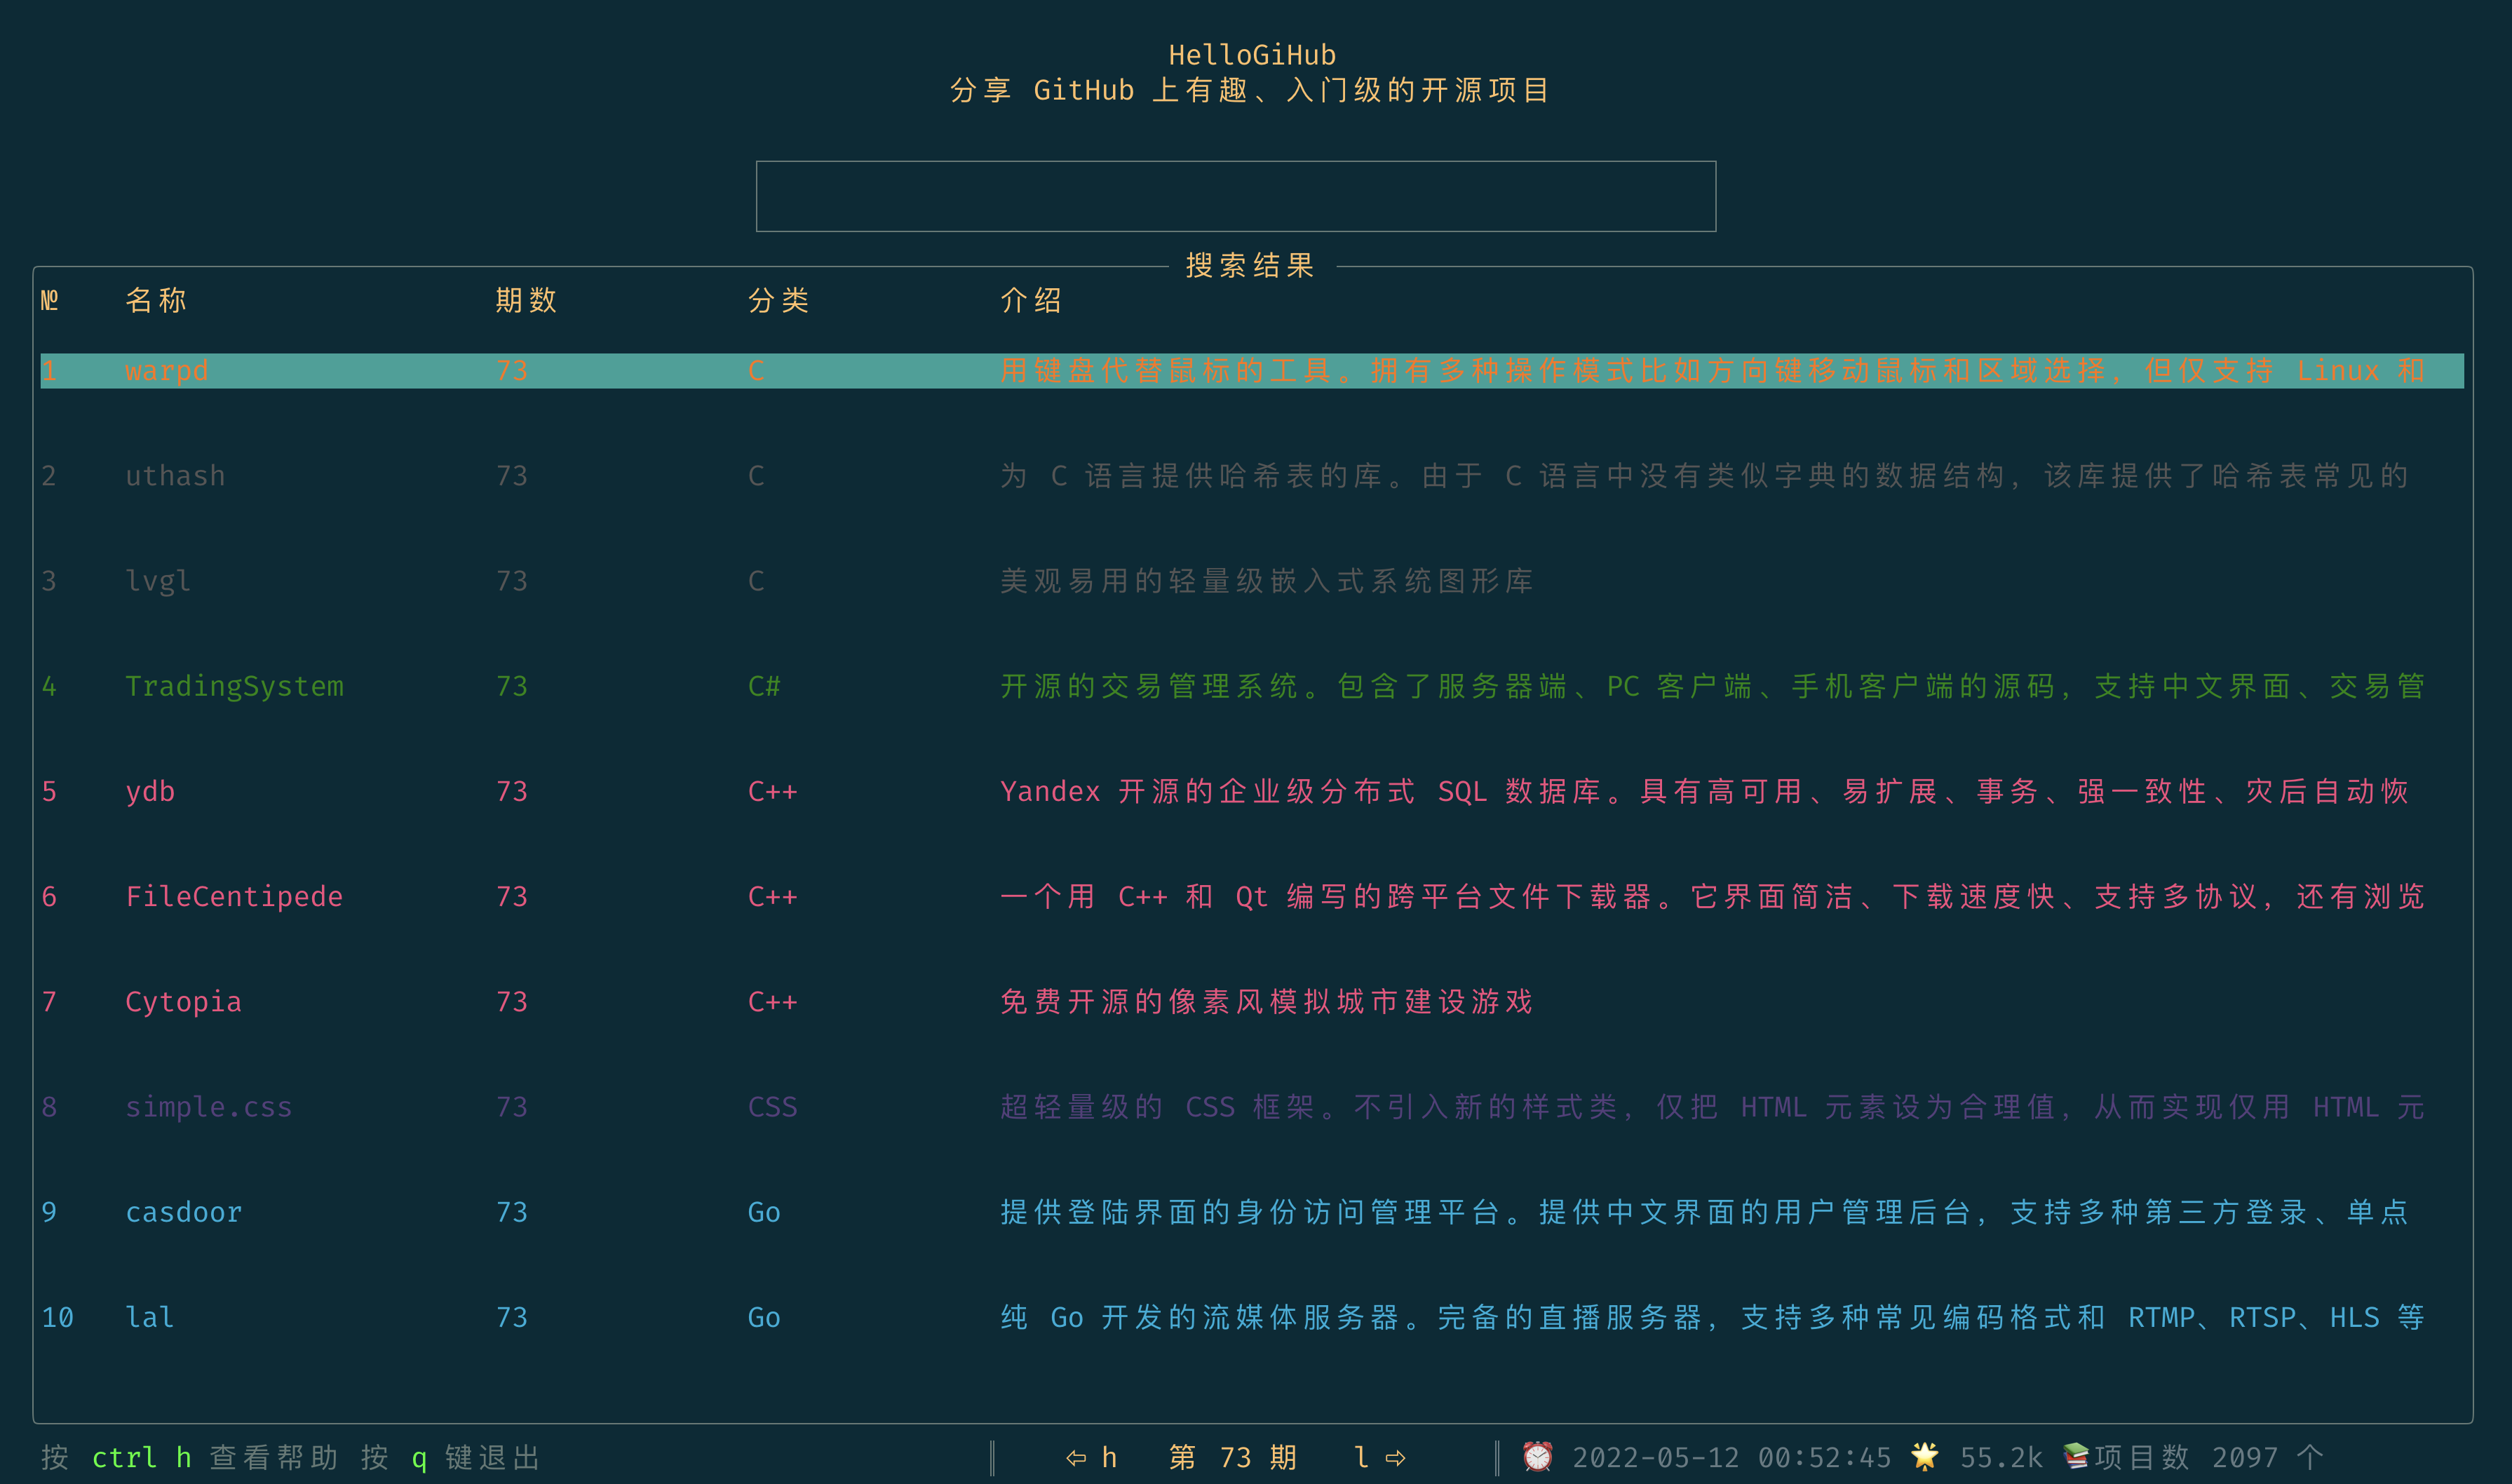 HelloGiHub
分享 GitHub 上有趣、入门级的开源项目
搜索结果
№ 名称 期数 分类 介绍
1 warpd 73 C 用键盘代替鼠标的工具。拥有多种操作模式比如方向键移动鼠标和区域选择，但仅支持 Linux 和
2 uthash 73 C 为 C 语言提供哈希表的库。由于 C 语言中没有类似字典的数据结构，该库提供了哈希表常见的
3 lvgl 73 C 美观易用的轻量级嵌入式系统图形库
4 TradingSystem 73 C# 开源的交易管理系统。包含了服务器端、PC 客户端、手机客户端的源码，支持中文界面、交易管
5 ydb 73 C++ Yandex 开源的企业级分布式 SQL 数据库。具有高可用、易扩展、事务、强一致性、灾后自动恢
6 FileCentipede 73 C++ 一个用 C++ 和 Qt 编写的跨平台文件下载器。它界面简洁、下载速度快、支持多协议，还有浏览
7 Cytopia 73 C++ 免费开源的像素风模拟城市建设游戏
8 simple.css 73 CSS 超轻量级的 CSS 框架。不引入新的样式类，仅把 HTML 元素设为合理值，从而实现仅用 HTML 元
9 casdoor 73 Go 提供登陆界面的身份访问管理平台。提供中文界面的用户管理后台，支持多种第三方登录、单点
10 lal 73 Go 纯 Go 开发的流媒体服务器。完备的直播服务器，支持多种常见编码格式和 RTMP、RTSP、HLS 等
按 ctrl h 查看帮助 按 q 键退出 ║ ⇦ h 第 73 期 l ⇨ ║ ⏰ 2022-05-12 00:52:45 🌟 55.2k 📚项目数 2097 个